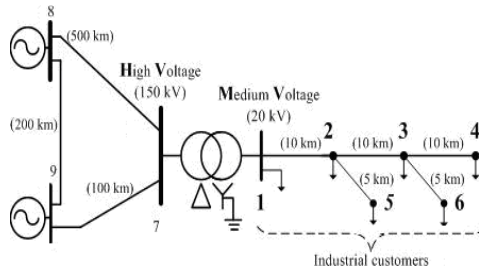 8
(500 km)
High Voltage
(150 kV)
Medium Voltage
(20 kV)
(200 km)
(10 km)
2
(10 km)
3
(10 km)
4
9
(100 km)
(5 km)
(5 km)
7
1
5
6
Industrial customers